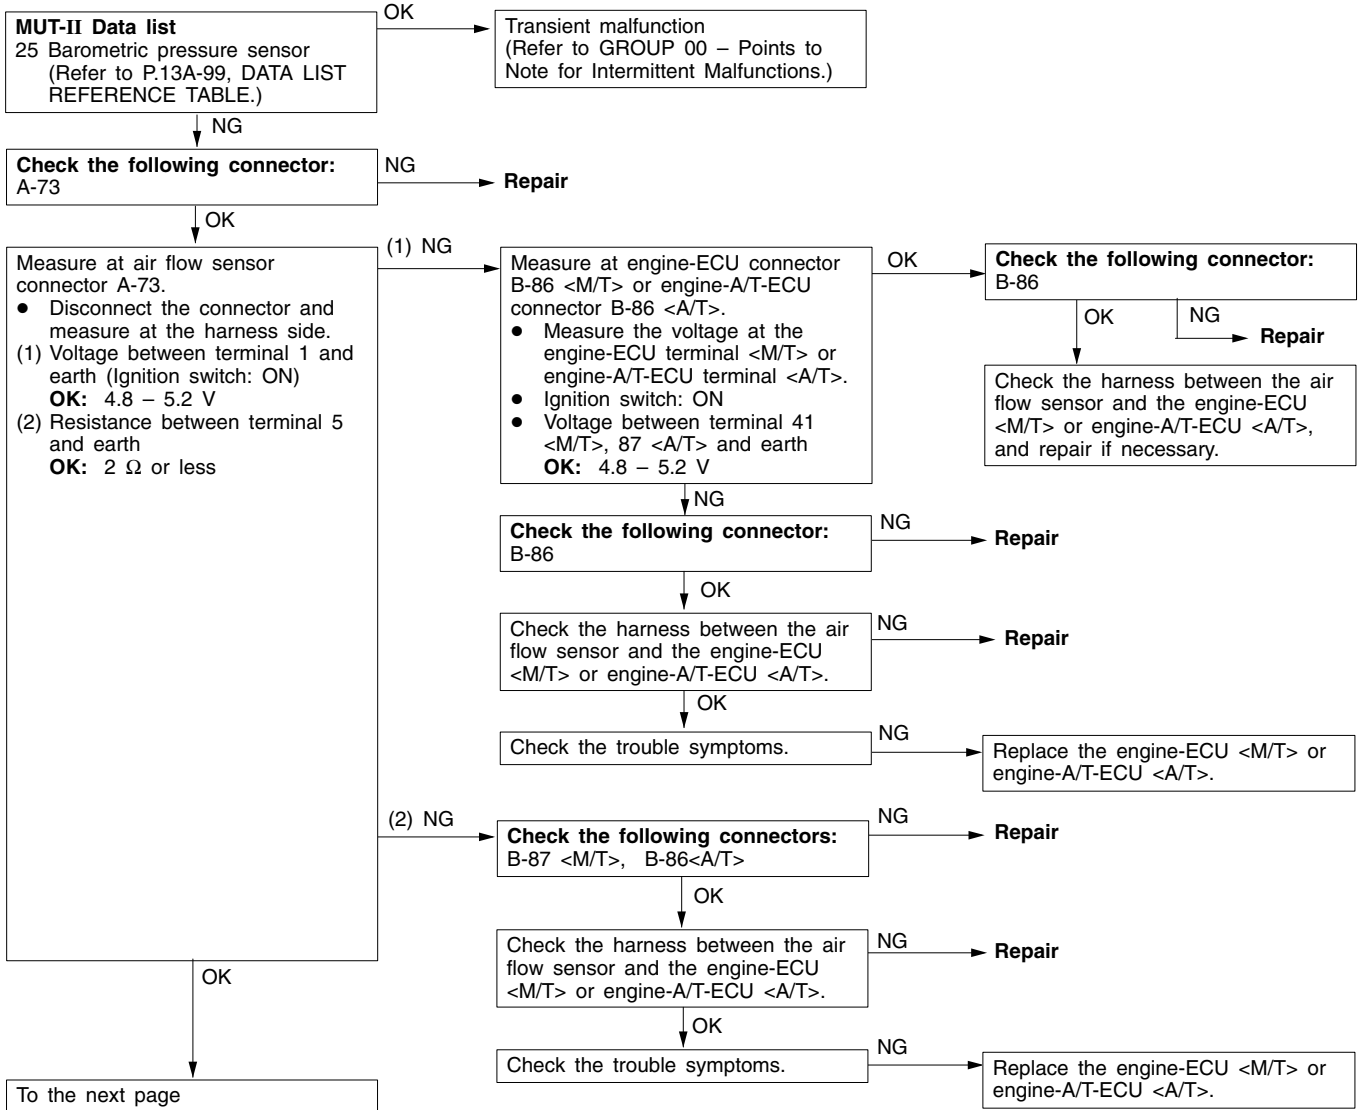 MUT-II Data list
25 Barometric pressure sensor
(Refer to P.13A-99, DATA LIST
REFERENCE TABLE.)
OK
Transient malfunction
(Refer to GROUP 00 – Points to
Note for Intermittent Malfunctions.)
NG
Check the following connector:
A-73
NG
Repair
OK
Measure at air flow sensor
connector A-73.
● Disconnect the connector and
measure at the harness side.
(1) Voltage between terminal 1 and
earth (Ignition switch: ON)
OK: 4.8 – 5.2 V
(2) Resistance between terminal 5
and earth
OK: 2 Ω or less
(1) NG
Measure at engine-ECU connector
B-86 <M/T> or engine-A/T-ECU
connector B-86 <A/T>.
● Measure the voltage at the
engine-ECU terminal <M/T> or
engine-A/T-ECU terminal <A/T>.
● Ignition switch: ON
● Voltage between terminal 41
<M/T>, 87 <A/T> and earth
OK: 4.8 – 5.2 V
OK
Check the following connector:
B-86
OK
NG
Repair
Check the harness between the air
flow sensor and the engine-ECU
<M/T> or engine-A/T-ECU <A/T>,
and repair if necessary.
NG
Check the following connector:
B-86
NG
Repair
OK
Check the harness between the air
flow sensor and the engine-ECU
<M/T> or engine-A/T-ECU <A/T>.
NG
Repair
OK
Check the trouble symptoms.
NG
Replace the engine-ECU <M/T> or
engine-A/T-ECU <A/T>.
(2) NG
Check the following connectors:
B-87 <M/T>, B-86<A/T>
NG
Repair
OK
Check the harness between the air
flow sensor and the engine-ECU
<M/T> or engine-A/T-ECU <A/T>.
NG
Repair
OK
Check the trouble symptoms.
NG
Replace the engine-ECU <M/T> or
engine-A/T-ECU <A/T>.
OK
To the next page